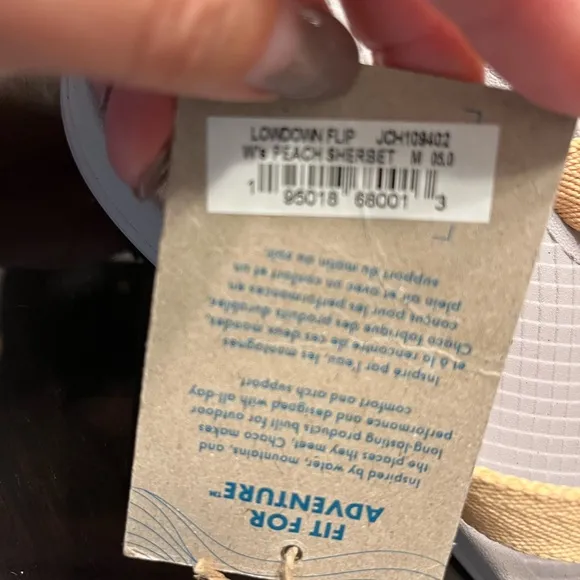 LOWDOWN FLIP JCH109402
W's PEACH SHERBET M 05.0
1 95018 68001 3
FIT FOR
ADVENTURE™
Inspired by water, mountains, and
the places they meet, Chaco makes
long-lasting products built for outdoor
performance and designed with all-day
comfort and arch support.
Inspiré par l'eau, les montagnes
et à la rencontre de ces deux mondes,
Chaco fabrique des produits durables,
conçus pour les performances en
plein air et avec un confort et un
support du matin au soir.